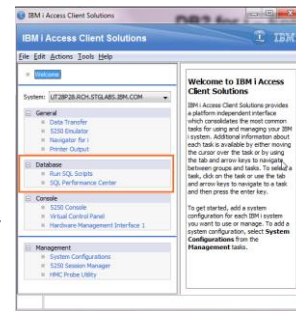 IBM i Access Client Solutions
IBM i Access Client Solutions
IBM
File Edit Actions Tools Help
Welcome
System: UT28P28.RCH.STGLABS.IBM.COM
General
Data Transfer
5250 Emulator
Navigator for i
Printer Output
Database
Run SQL Scripts
SQL Performance Center
Console
5250 Console
Virtual Control Panel
Hardware Management Interface 1
Management
System Configurations
5250 Session Manager
HMC Probe Utility
Welcome to IBM i Access
Client Solutions
IBM i Access Client Solutions provides
a platform independent interface
which consolidates the most common
tasks for using and managing your IBM
i system. Additional information about
each task is available by either moving
the cursor over the task or by using
the tab and arrow keys to navigate
between groups and tasks. To select a
task, click on the task or use the tab
and arrow keys to navigate to a task
and then press the enter key.
To get started, add a system
configuration for each IBM i system
you want to use or manage. To add a
system configuration, select System
Configurations from the
Management tasks.